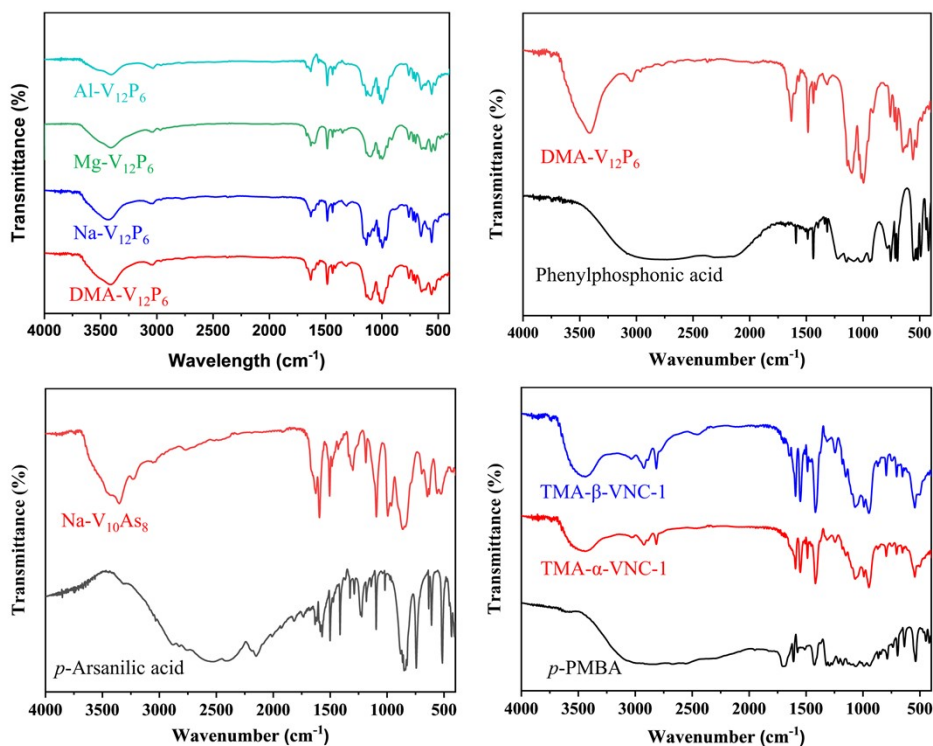 Transmittance (%)
Al-V₁₂P₆
Mg-V₁₂P₆
Na-V₁₂P₆
DMA-V₁₂P₆
4000 3500 3000 2500 2000 1500 1000 500
Wavelength (cm⁻¹)
Transmittance (%)
DMA-V₁₂P₆
Phenylphosphonic acid
4000 3500 3000 2500 2000 1500 1000 500
Wavenumber (cm⁻¹)
Transmittance (%)
Na-V₁₀As₈
p-Arsanilic acid
4000 3500 3000 2500 2000 1500 1000 500
Wavenumber (cm⁻¹)
Transmittance (%)
TMA-β-VNC-1
TMA-α-VNC-1
p-PMBA
4000 3500 3000 2500 2000 1500 1000 500
Wavenumber (cm⁻¹)